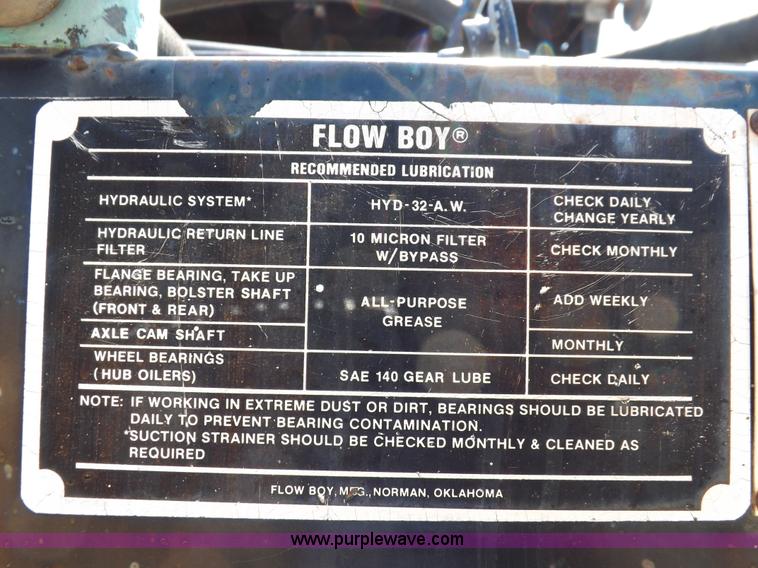 FLOW BOY®
RECOMMENDED LUBRICATION
HYDRAULIC SYSTEM* HYD-32-A.W. CHECK DAILY
CHANGE YEARLY
HYDRAULIC RETURN LINE
FILTER
10 MICRON FILTER
W/BYPASS
CHECK MONTHLY
FLANGE BEARING, TAKE UP
BEARING, BOLSTER SHAFT
(FRONT & REAR)
ALL-PURPOSE
GREASE
ADD WEEKLY
AXLE CAM SHAFT
MONTHLY
WHEEL BEARINGS
(HUB OILERS)
SAE 140 GEAR LUBE
CHECK DAILY
NOTE: IF WORKING IN EXTREME DUST OR DIRT, BEARINGS SHOULD BE LUBRICATED
DAILY TO PREVENT BEARING CONTAMINATION.
*SUCTION STRAINER SHOULD BE CHECKED MONTHLY & CLEANED AS
REQUIRED
FLOW BOY, MFG., NORMAN, OKLAHOMA
www.purplewave.com